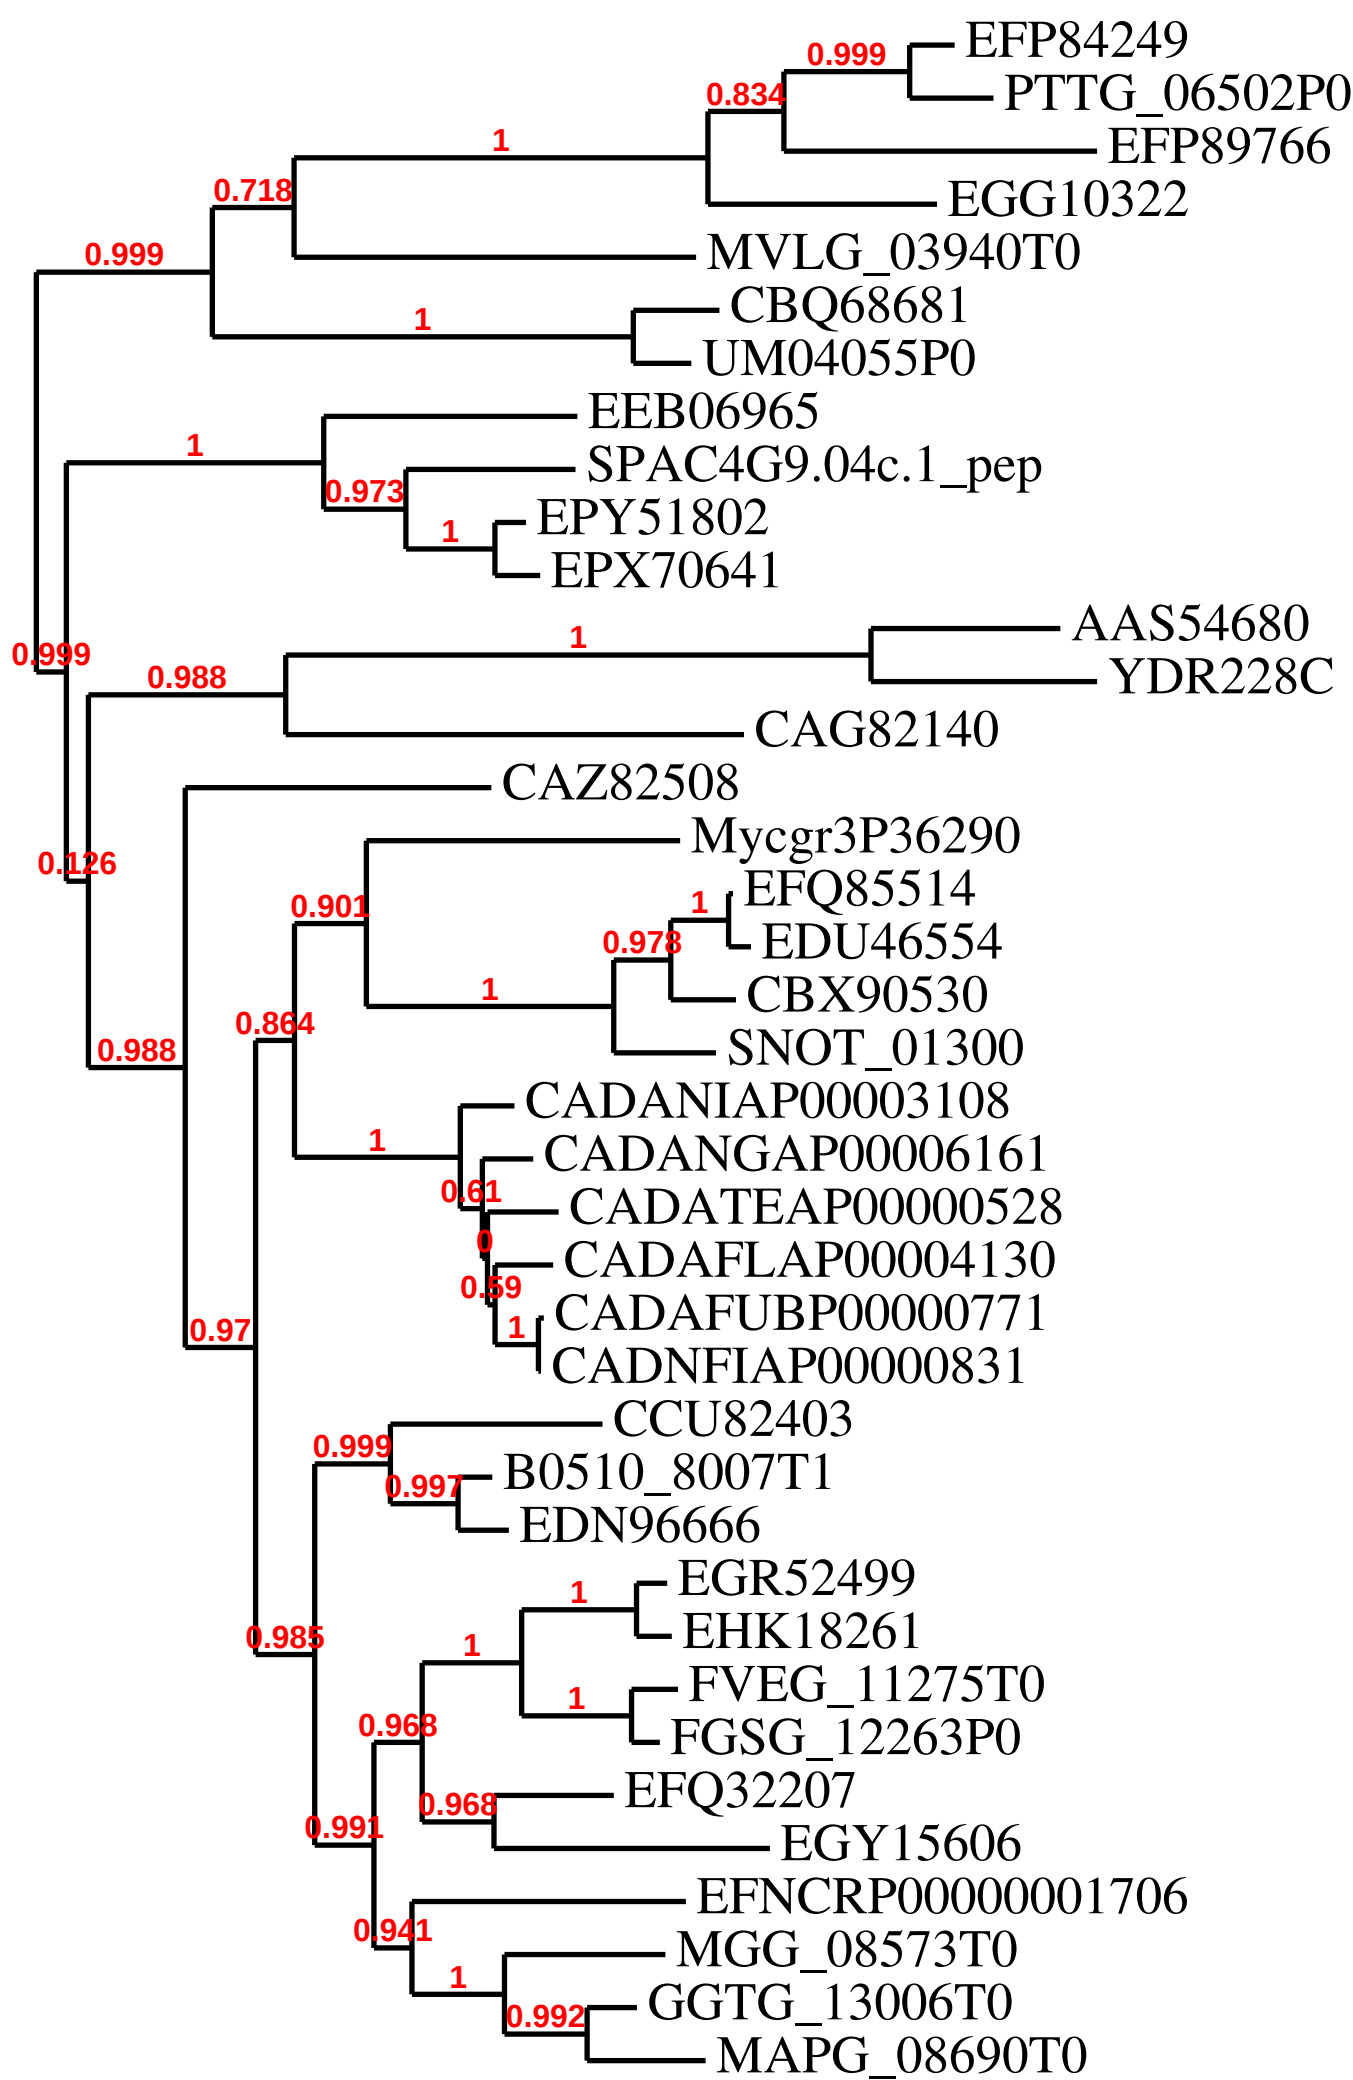 EFP84249
0.999
PTTG_06502P0
0.834
1
EFP89766
0.718
EGG10322
0.999
MVLG_03940T0
CBQ68681
1
UM04055P0
EEB06965
1
SPAC4G9.04c.1_pep
0.973
EPY51802
1
EPX70641
AAS54680
1
0.999
0.988
YDR228C
CAG82140
CAZ82508
Mycgr3P36290
0.126
EFQ85514
0.901
1
EDU46554
0.978
CBX90530
1
SNOT_01300
0.864
0.988
CADANIAP00003108
1
CADANGAP00006161
0.61
CADATEAP00000528
0
CADAFLAP00004130
0.59
CADAFUBP00000771
0.97
1
CADNFIAP00000831
CCU82403
0.999
B0510_8007T1
0.997
EDN96666
EGR52499
1
EHK18261
0.985
1
FVEG_11275T0
1
FGSG_12263P0
0.968
EFQ32207
0.968
EGY15606
0.991
EFNCRP00000001706
0.941
MGG_08573T0
1
GGTG_13006T0
0.992
MAPG_08690T0